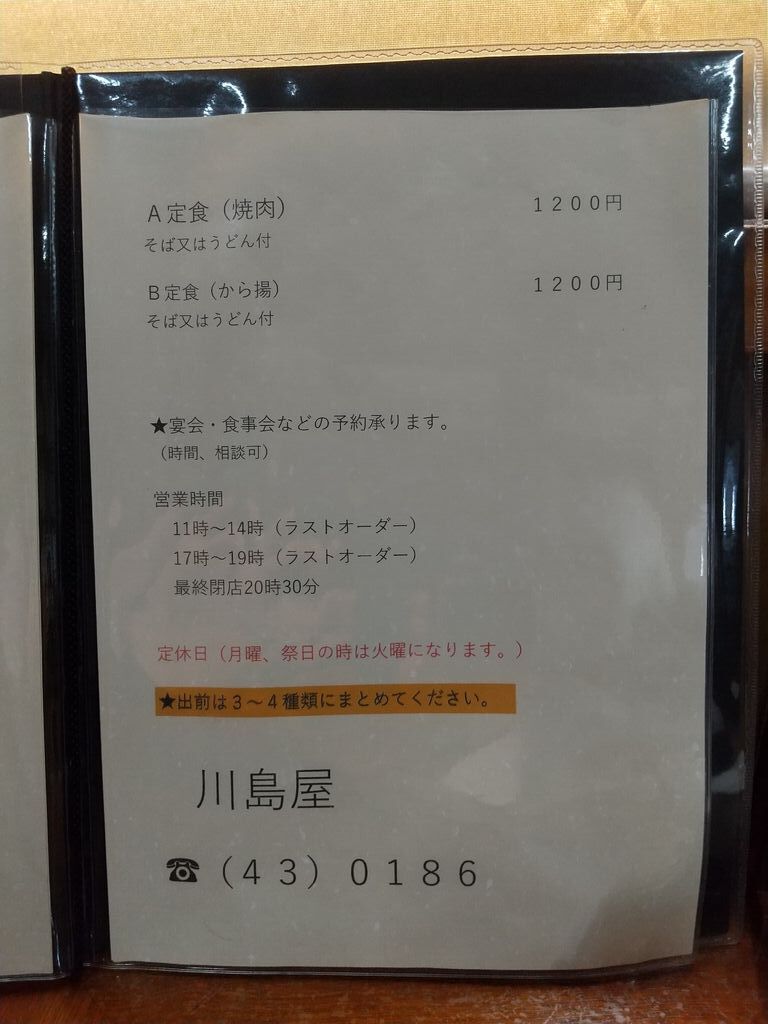 A定食（焼肉） １２００円
そば又はうどん付
B定食（から揚） １２００円
そば又はうどん付
★宴会・食事会などの予約承ります。
（時間、相談可）
営業時間
11時～14時（ラストオーダー）
17時～19時（ラストオーダー）
最終閉店20時30分
定休日（月曜、祭日の時は火曜になります。）
★出前は３～４種類にまとめてください。
川島屋
☎（４３）０１８６